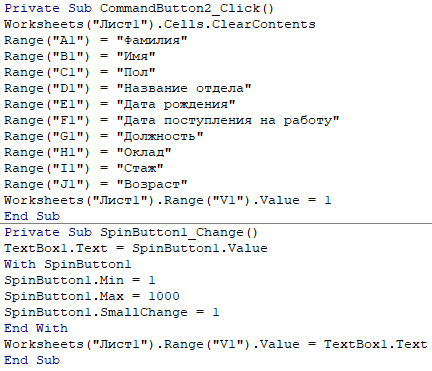 Private Sub CommandButton2_Click()
Worksheets("Лист1").Cells.ClearContents
Range("A1") = "Фамилия"
Range("B1") = "Имя"
Range("C1") = "Пол"
Range("D1") = "Название отдела"
Range("E1") = "Дата рождения"
Range("F1") = "Дата поступления на работу"
Range("G1") = "Должность"
Range("H1") = "Оклад"
Range("I1") = "Стаж"
Range("J1") = "Возраст"
Worksheets("Лист1").Range("V1").Value = 1
End Sub
Private Sub SpinButton1_Change()
TextBox1.Text = SpinButton1.Value
With SpinButton1
SpinButton1.Min = 1
SpinButton1.Max = 1000
SpinButton1.SmallChange = 1
End With
Worksheets("Лист1").Range("V1").Value = TextBox1.Text
End Sub